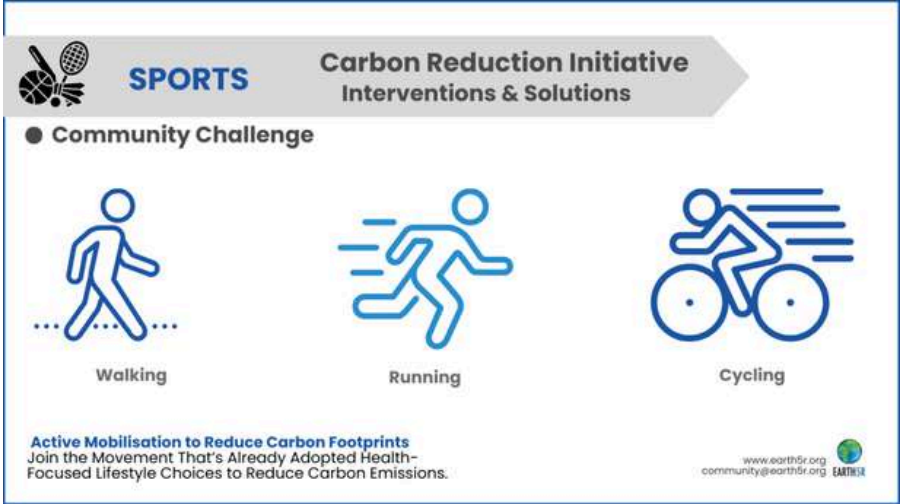 SPORTS
Carbon Reduction Initiative
Interventions & Solutions
Community Challenge
Walking
Running
Cycling
Active Mobilisation to Reduce Carbon Footprints
Join the Movement That's Already Adopted Health-
Focused Lifestyle Choices to Reduce Carbon Emissions.
www.earth5r.org
community@earth5r.org
EARTH5R